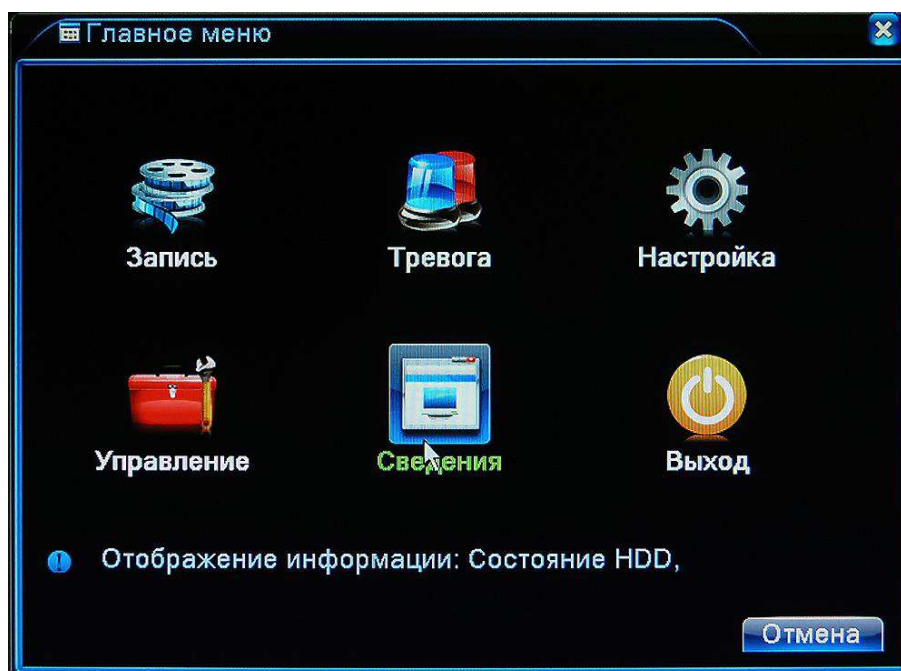 Главное меню
Запись
Тревога
Настройка
Управление
Сведения
Выход
Отображение информации: Состояние HDD,
Отмена